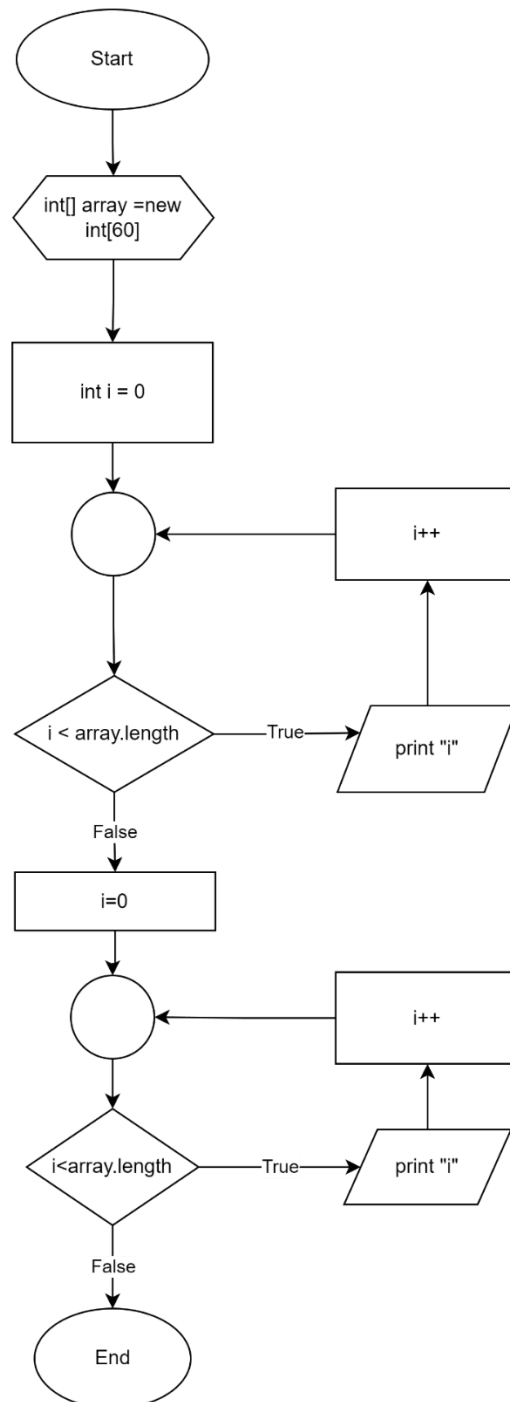 Start
int[] array =new
int[60]
int i = 0
i++
i < array.length
True
print "i"
False
i=0
i++
i<array.length
True
print "i"
False
End